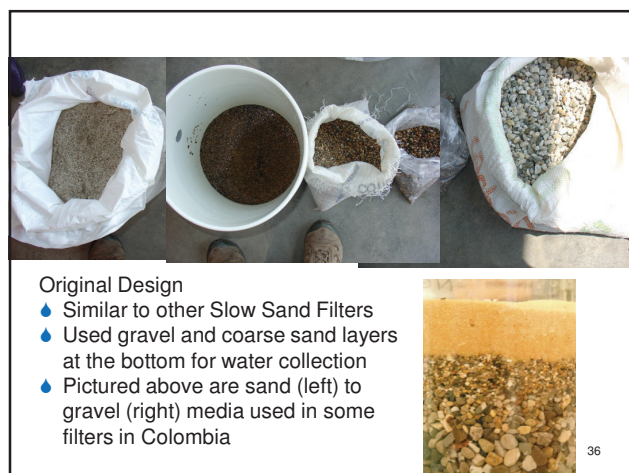 Original Design
Similar to other Slow Sand Filters
Used gravel and coarse sand layers
at the bottom for water collection
Pictured above are sand (left) to
gravel (right) media used in some
filters in Colombia
36